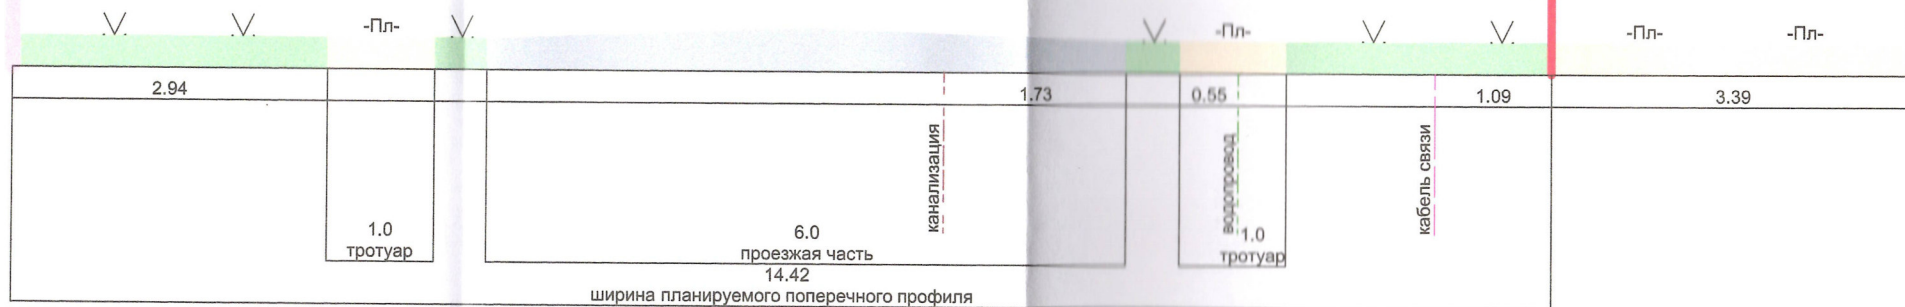 -Пл-
-Пл-
-Пл-
-Пл-
2.94
1.73
0.55
1.09
3.39
канализация
водопровод
кабель связи
1.0
тротуар
6.0
проезжая часть
1.0
тротуар
14.42
ширина планируемого поперечного профиля